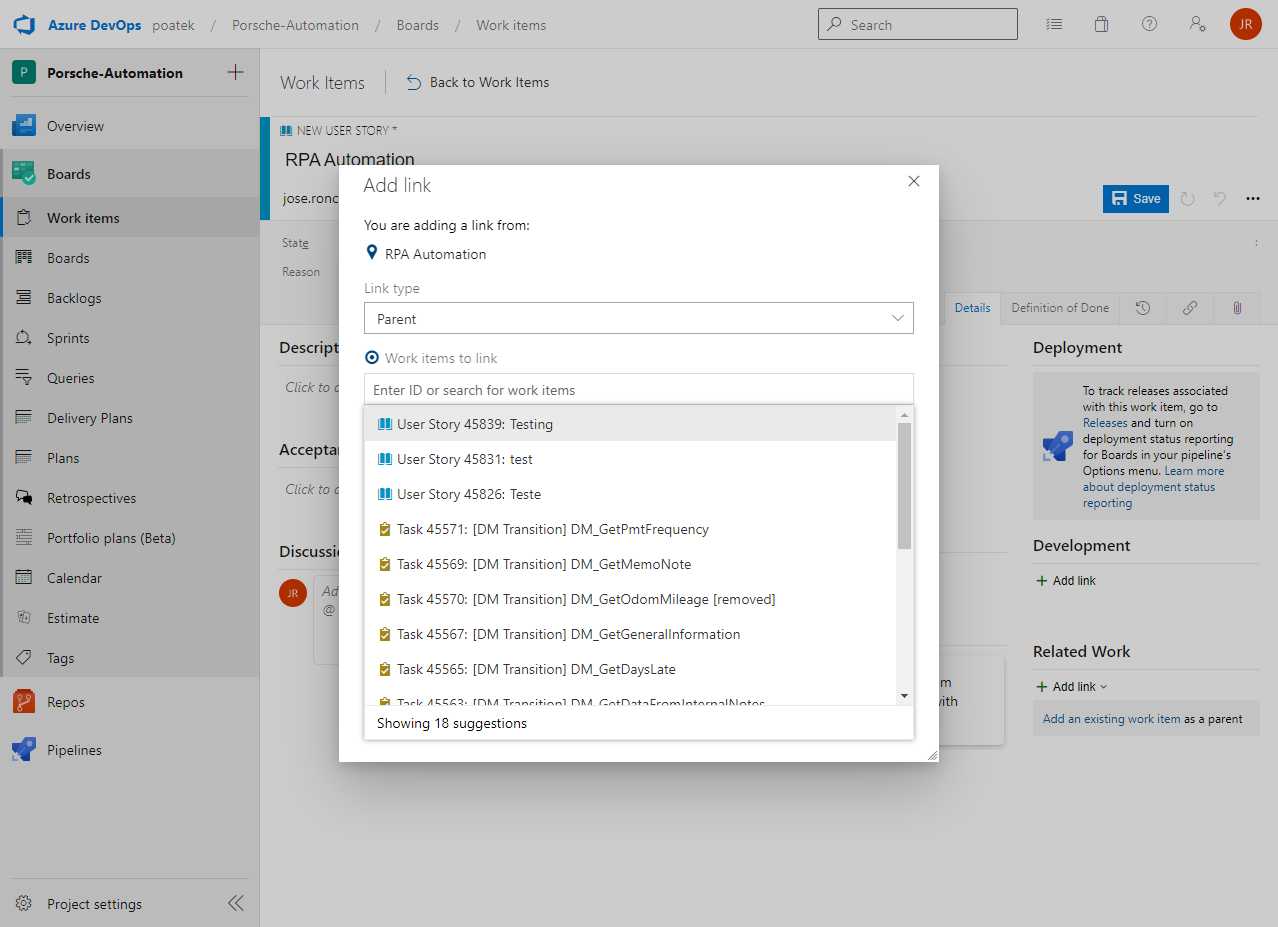 Azure DevOps poatek / Porsche-Automation / Boards / Work items
Search
JR
P Porsche-Automation
Overview
Boards
Work items
Boards
Backlogs
Sprints
Queries
Delivery Plans
Plans
Retrospectives
Portfolio plans (Beta)
Calendar
Estimate
Tags
Repos
Pipelines
Project settings
Work Items
Back to Work Items
NEW USER STORY *
RPA Automation
jose.ronc
Save
State
Reason
Details
Definition of Done
Descript
Click to a
Accepta
Click to a
Discussi
JR
Ad
@
Add link
You are adding a link from:
RPA Automation
Link type
Parent
Work items to link
Enter ID or search for work items
User Story 45839: Testing
User Story 45831: test
User Story 45826: Teste
Task 45571: [DM Transition] DM_GetPmtFrequency
Task 45569: [DM Transition] DM_GetMemoNote
Task 45570: [DM Transition] DM_GetOdomMileage [removed]
Task 45567: [DM Transition] DM_GetGeneralInformation
Task 45565: [DM Transition] DM_GetDaysLate
Task 45563: [DM Transition] DM_GetDataFromInternalNotes
Showing 18 suggestions
m
with
Deployment
To track releases associated
with this work item, go to
Releases and turn on
deployment status reporting
for Boards in your pipeline's
Options menu. Learn more
about deployment status
reporting
Development
Add link
Related Work
Add link
Add an existing work item as a parent